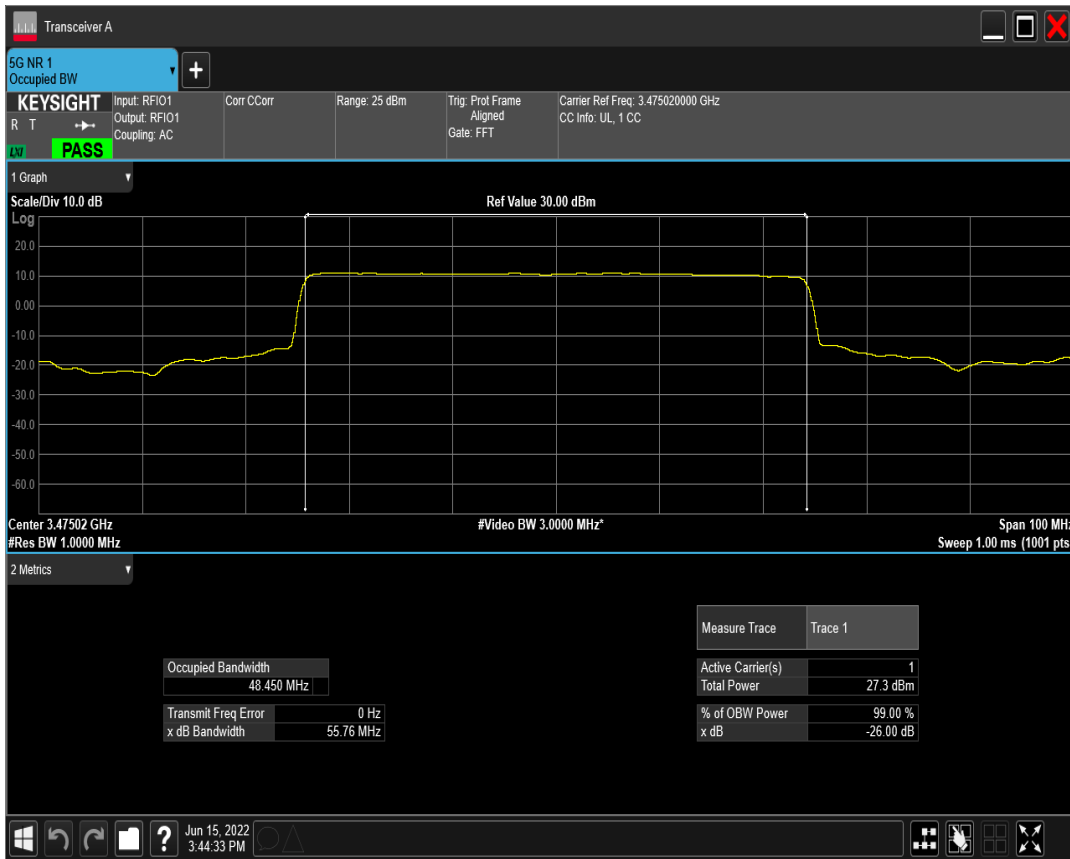 Transceiver A
5G NR 1
Occupied BW
KEYSIGHT
R T
LXI
PASS
Input: RFIO1
Output: RFIO1
Coupling: AC
Corr CCorr
Range: 25 dBm
Trig: Prot Frame
Aligned
Gate: FFT
Carrier Ref Freq: 3.475020000 GHz
CC Info: UL, 1 CC
1 Graph
Scale/Div 10.0 dB
Ref Value 30.00 dBm
Log
20.0
10.0
0.00
-10.0
-20.0
-30.0
-40.0
-50.0
-60.0
Center 3.47502 GHz
#Video BW 3.0000 MHz*
Span 100 MHz
#Res BW 1.0000 MHz
Sweep 1.00 ms (1001 pts
2 Metrics
Measure Trace Trace 1
Occupied Bandwidth
48.450 MHz
Active Carrier(s) 1
Total Power 27.3 dBm
Transmit Freq Error 0 Hz
x dB Bandwidth 55.76 MHz
% of OBW Power 99.00 %
x dB -26.00 dB
?
Jun 15, 2022
3:44:33 PM